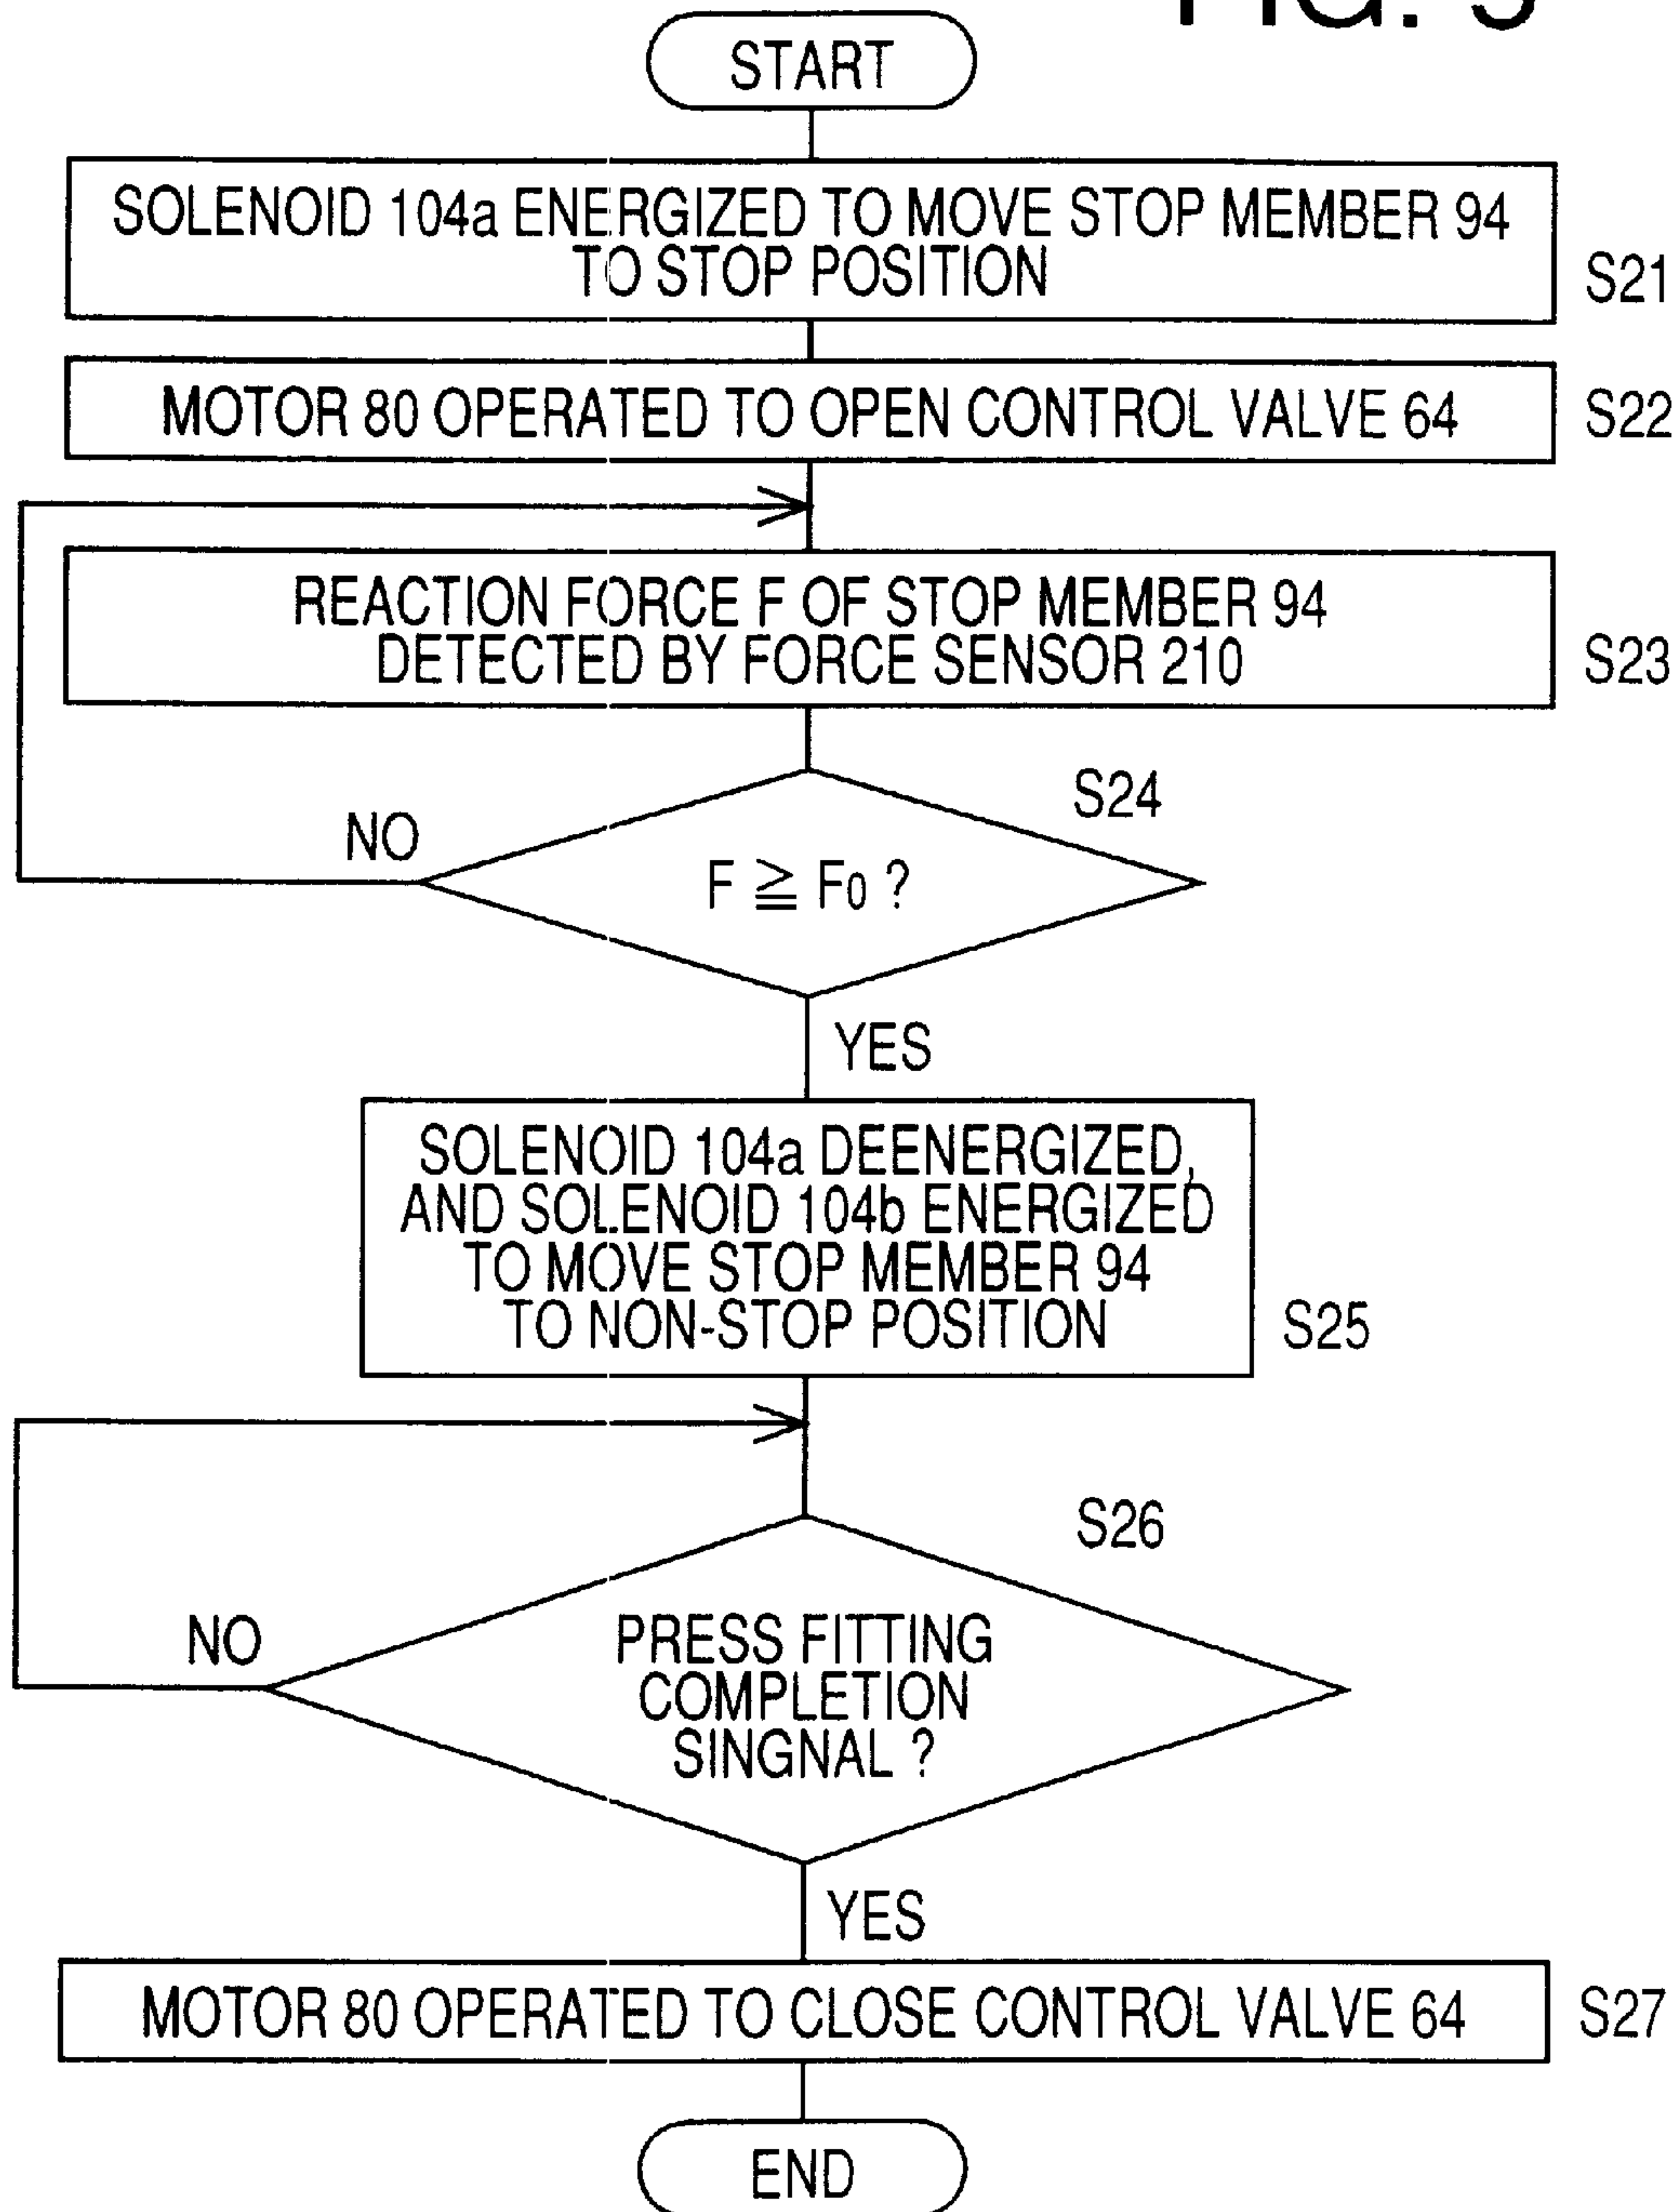 START
SOLENOID 104a ENERGIZED TO MOVE STOP MEMBER 94
TO STOP POSITION
S21
MOTOR 80 OPERATED TO OPEN CONTROL VALVE 64
S22
REACTION FORCE F OF STOP MEMBER 94
DETECTED BY FORCE SENSOR 210
S23
S24
NO
F ≧ F0 ?
YES
SOLENOID 104a DEENERGIZED,
AND SOLENOID 104b ENERGIZED
TO MOVE STOP MEMBER 94
TO NON-STOP POSITION
S25
S26
NO
PRESS FITTING
COMPLETION
SINGNAL ?
YES
MOTOR 80 OPERATED TO CLOSE CONTROL VALVE 64
S27
END